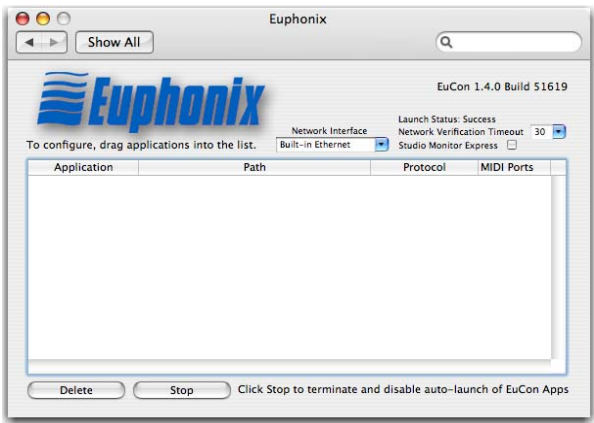 Euphonix
Show All
Euphonix
EuCon 1.4.0 Build 51619
Launch Status: Success
Network Interface
Network Verification Timeout 30
To configure, drag applications into the list.
Built-in Ethernet
Studio Monitor Express
Application Path Protocol MIDI Ports
Delete Stop Click Stop to terminate and disable auto-launch of EuCon Apps